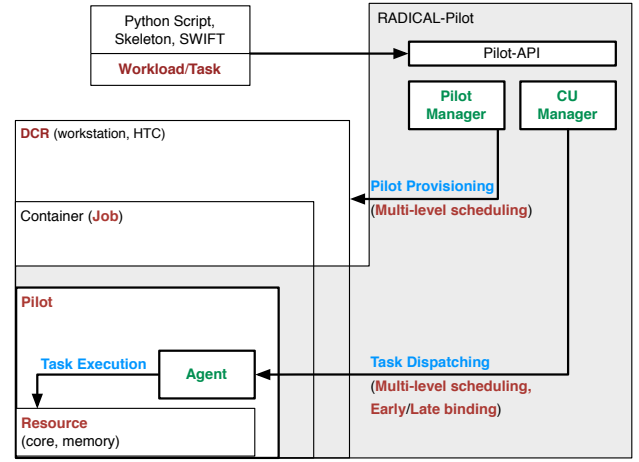 Python Script,
Skeleton, SWIFT
Workload/Task
RADICAL-Pilot
Pilot-API
Pilot
Manager
CU
Manager
DCR (workstation, HTC)
Pilot Provisioning
(Multi-level scheduling)
Container (Job)
Pilot
Task Execution
Agent
Task Dispatching
(Multi-level scheduling,
Early/Late binding)
Resource
(core, memory)